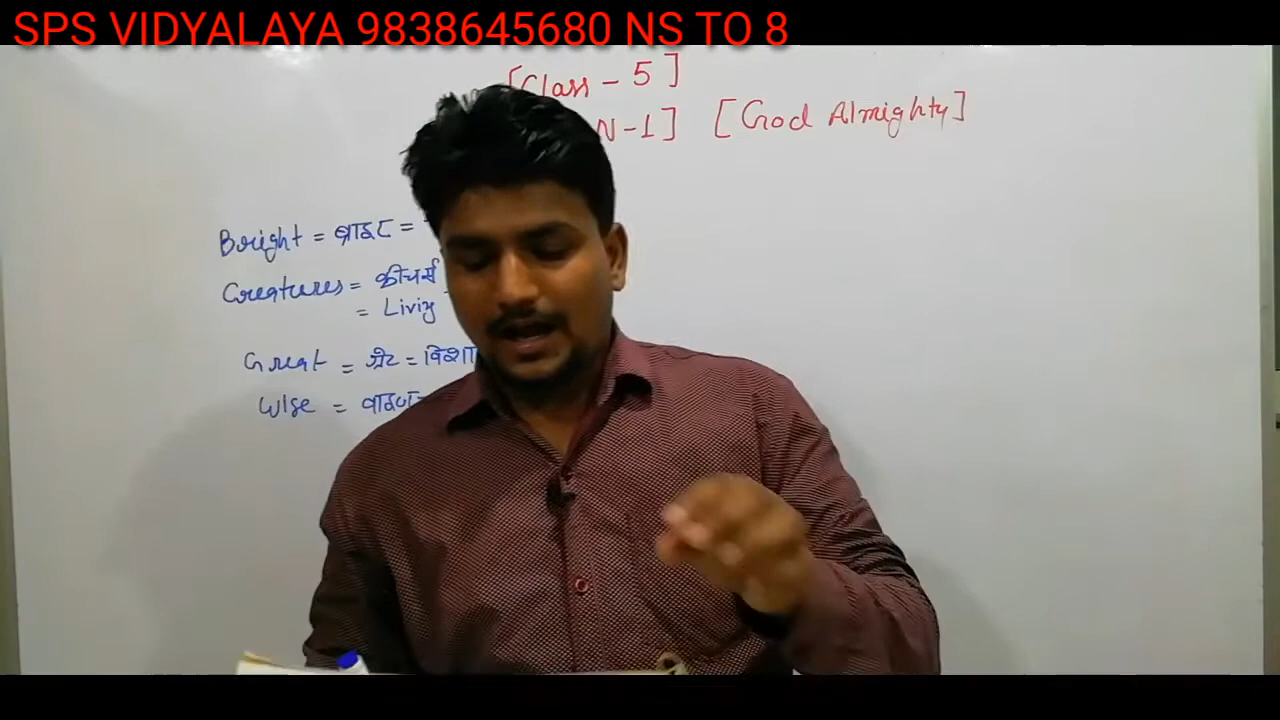 SPS VIDYALAYA 9838645680 NS TO 8
[Class - 5]
N-1] [God Almighty]
Bright = ब्राइट =
Creatures = क्रीचर्स
= Living
Great = ग्रेट = विशा
Wise = वाइज =